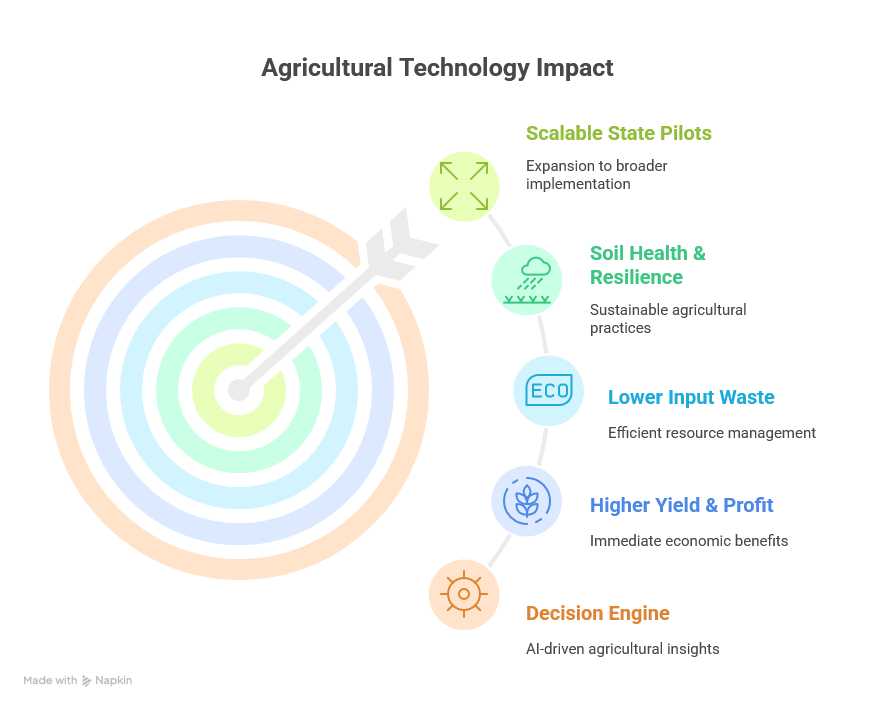 Agricultural Technology Impact
Scalable State Pilots
Expansion to broader
implementation
Soil Health &
Resilience
Sustainable agricultural
practices
ECO
Lower Input Waste
Efficient resource management
Higher Yield & Profit
Immediate economic benefits
Decision Engine
AI-driven agricultural insights
Made with Napkin